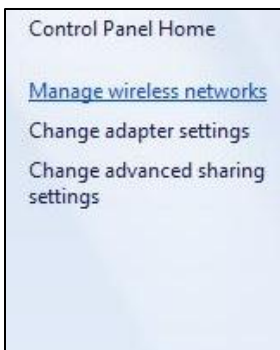 Control Panel Home
Manage wireless networks
Change adapter settings
Change advanced sharing
settings